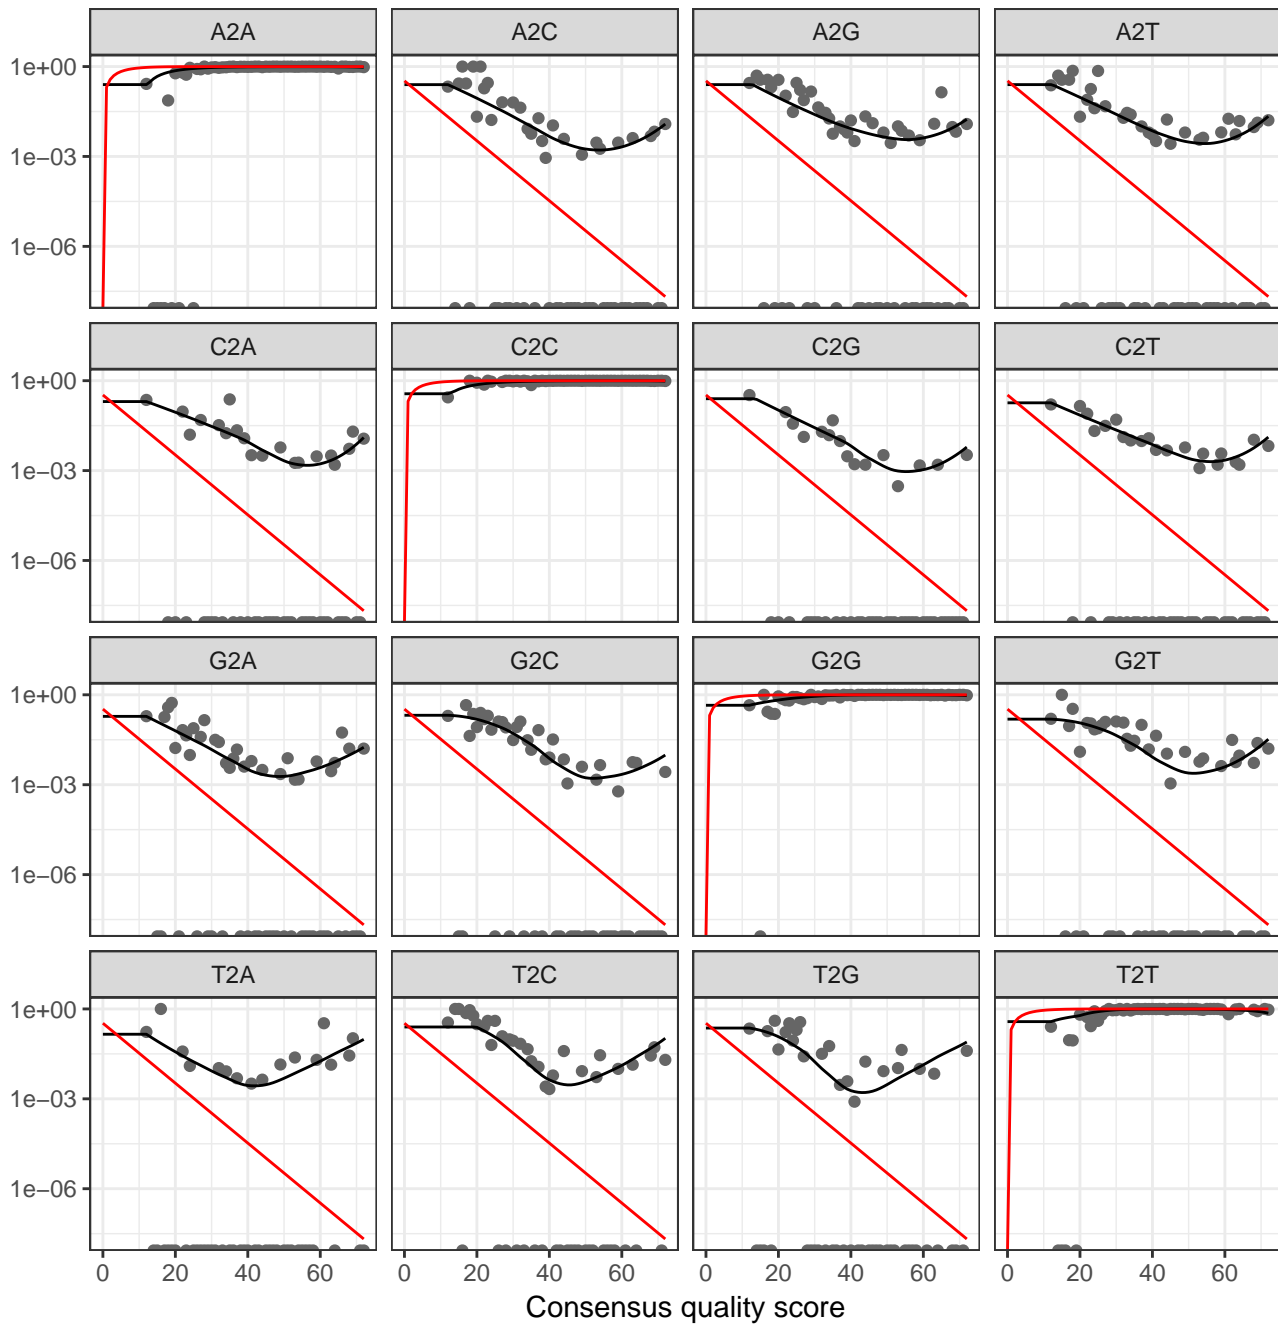 A2A A2C A2G A2T
1e+00
1e−03
1e−06
C2A C2C C2G C2T
1e+00
1e−03
1e−06
G2A G2C G2G G2T
1e+00
1e−03
1e−06
T2A T2C T2G T2T
1e+00
1e−03
1e−06
0 20 40 60 0 20 40 60 0 20 40 60 0 20 40 60
Consensus quality score